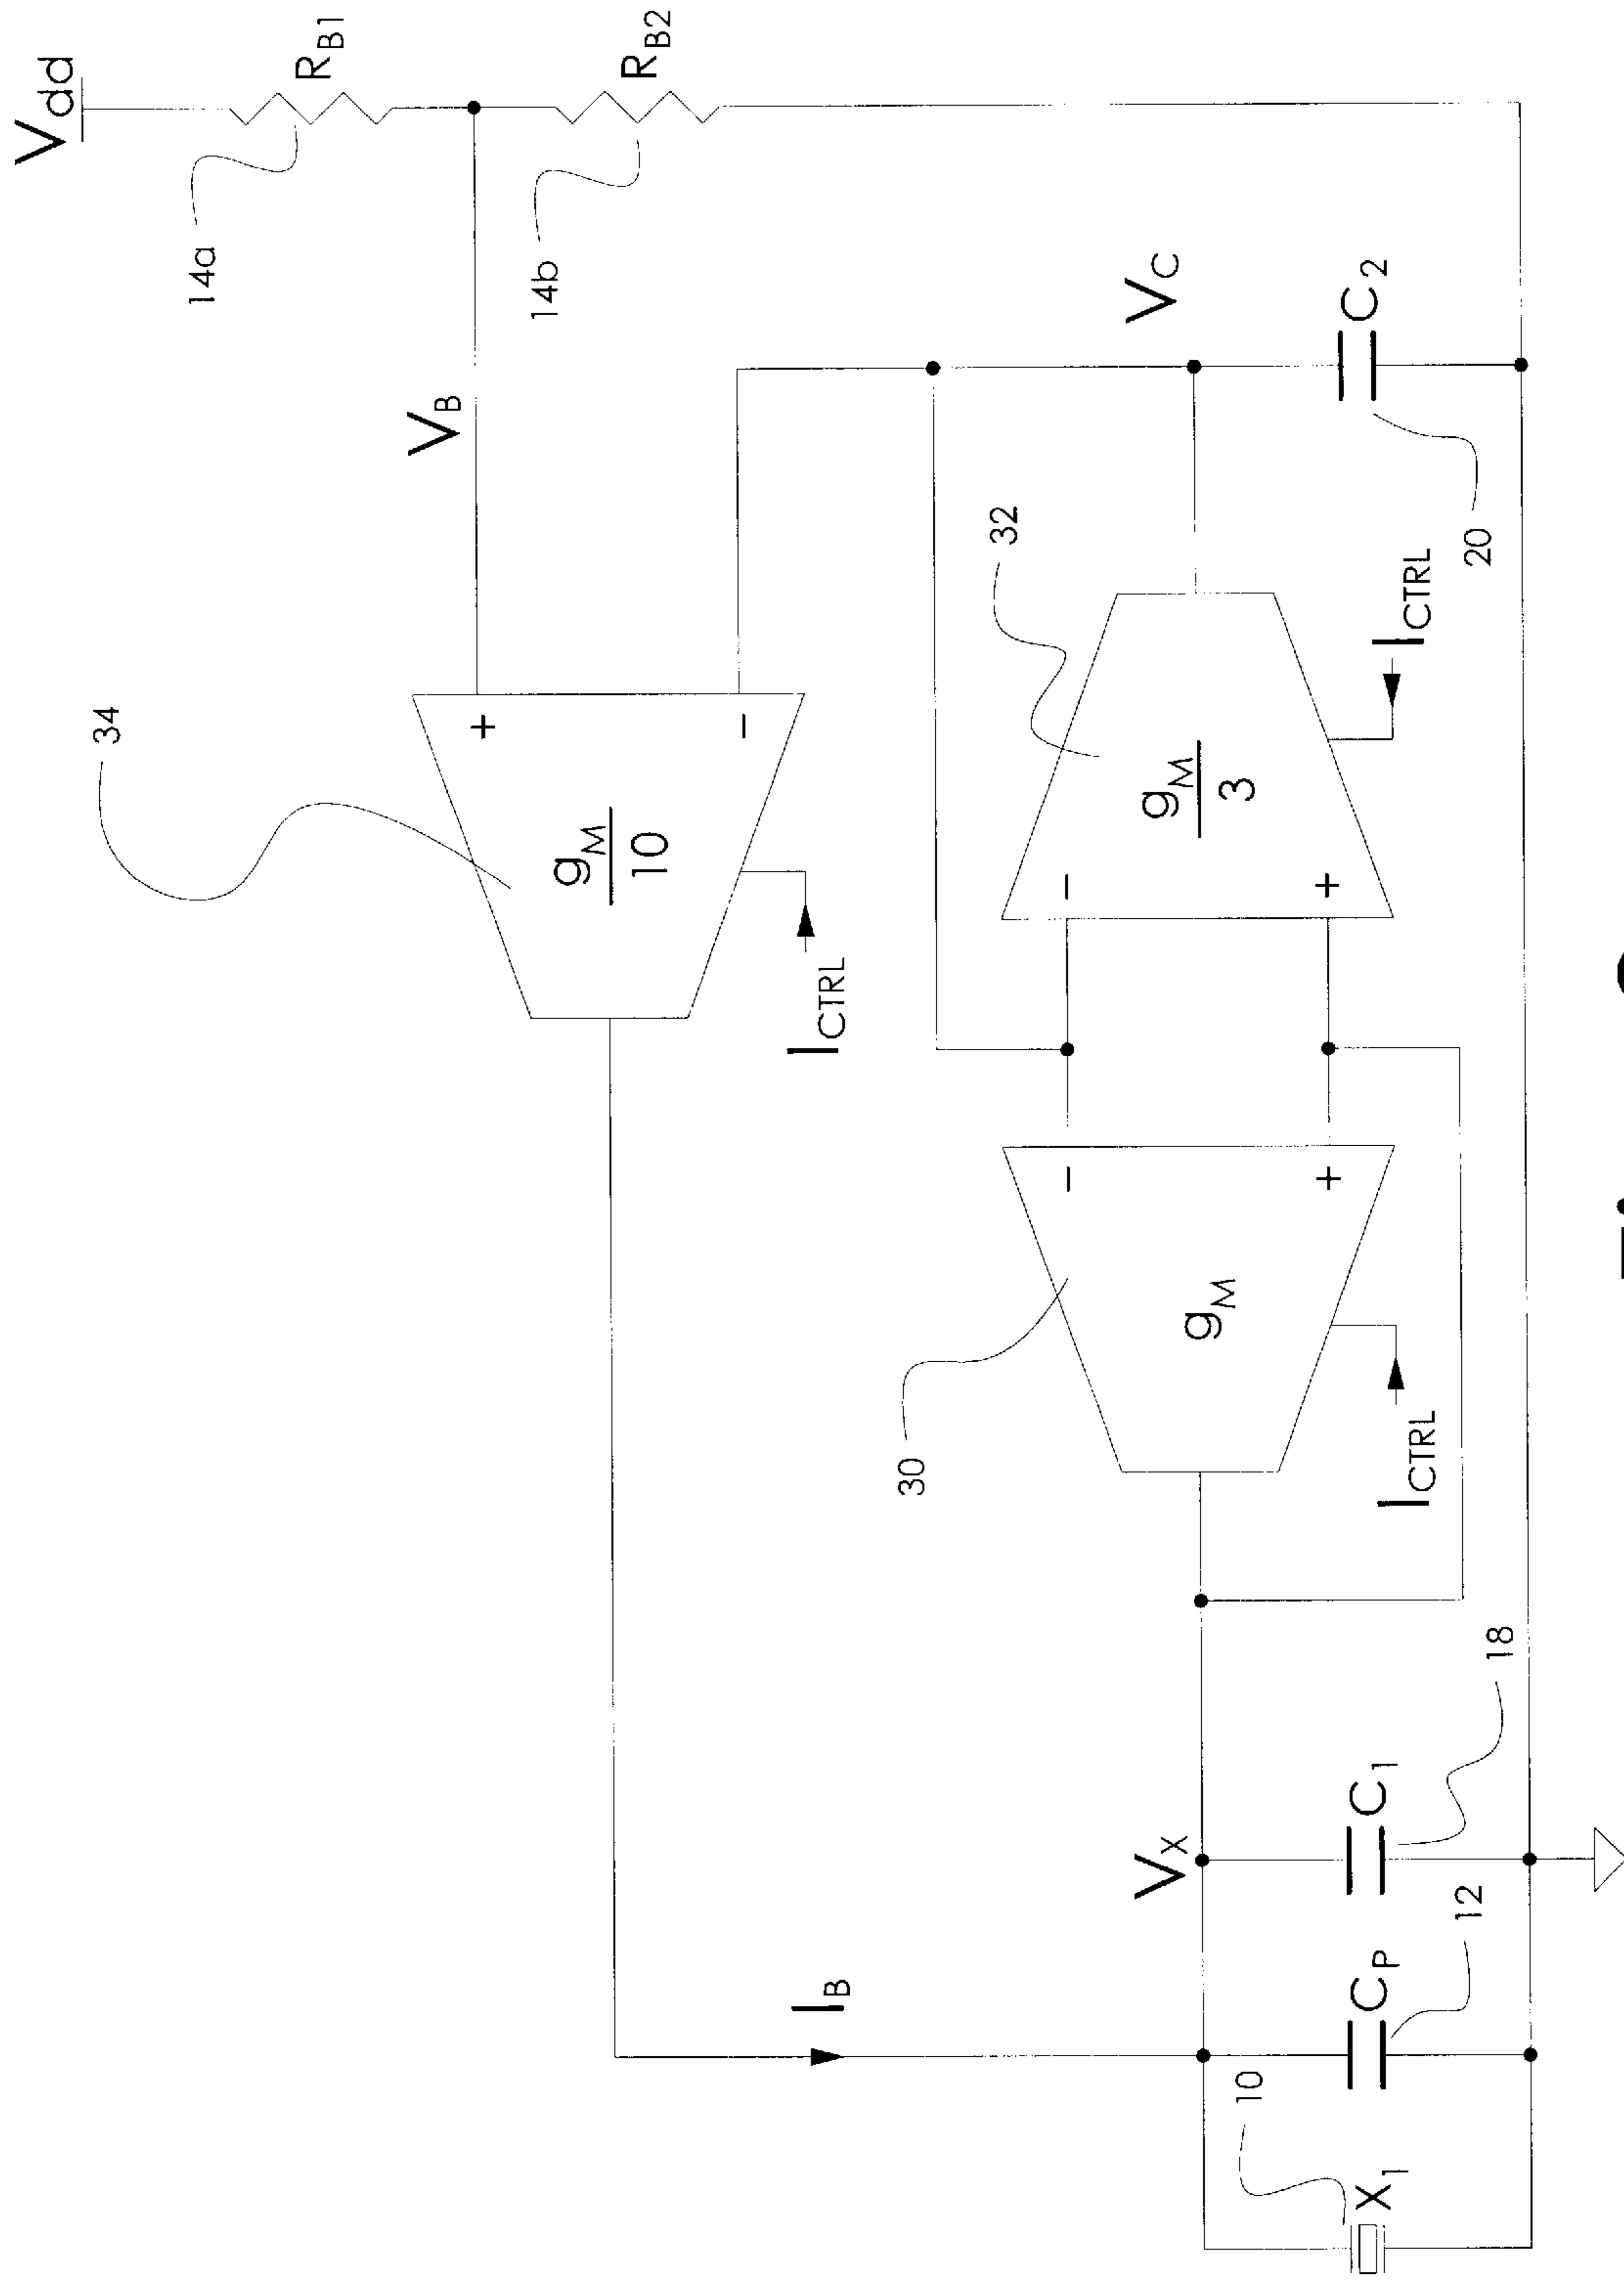 Vdd
RB1
14a
RB2
14b
VB
34
+
−
gM
10
ICTRL
VC
C2
20
32
−
+
gM
3
ICTRL
30
−
+
gM
ICTRL
IB
VX
C1
18
CP
12
10
X1